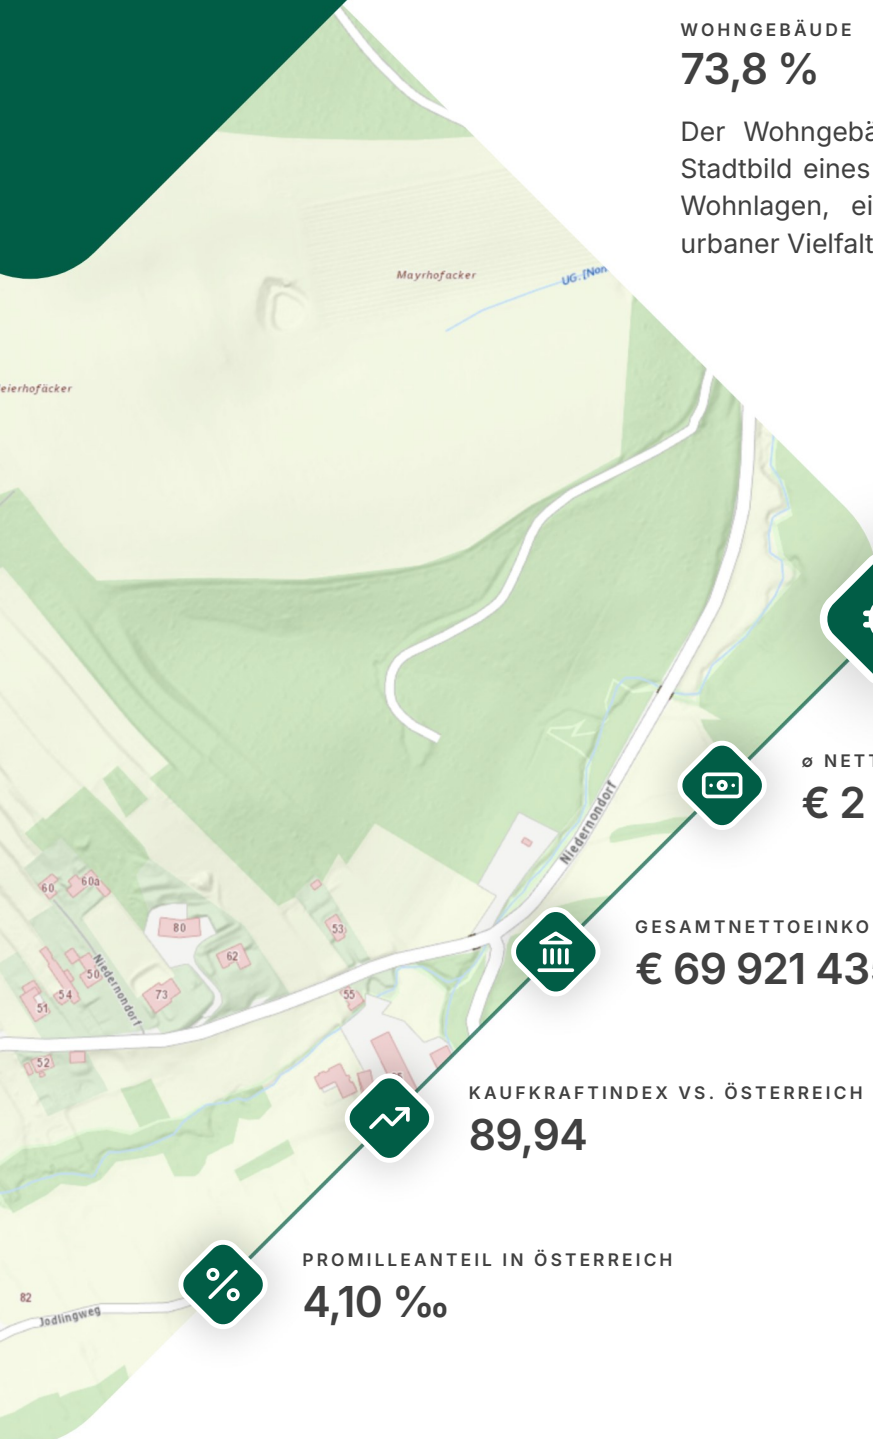 WOHNGEBÄUDE
73,8 %
Der Wohngebä
Stadtbild eines
Wohnlagen, ei
urbaner Vielfalt
Mayrhofacker
UG. [Non
eierhofäcker
Niedernondorf
ø NETT
€ 2
60
60a
80
53
62
50
54
73
51
55
52
Niedernondorf
GESAMTNETTOEINKO
€ 69 921 43
KAUFKRAFTINDEX VS. ÖSTERREICH
89,94
PROMILLEANTEIL IN ÖSTERREICH
4,10 ‰
82
Jodlingweg